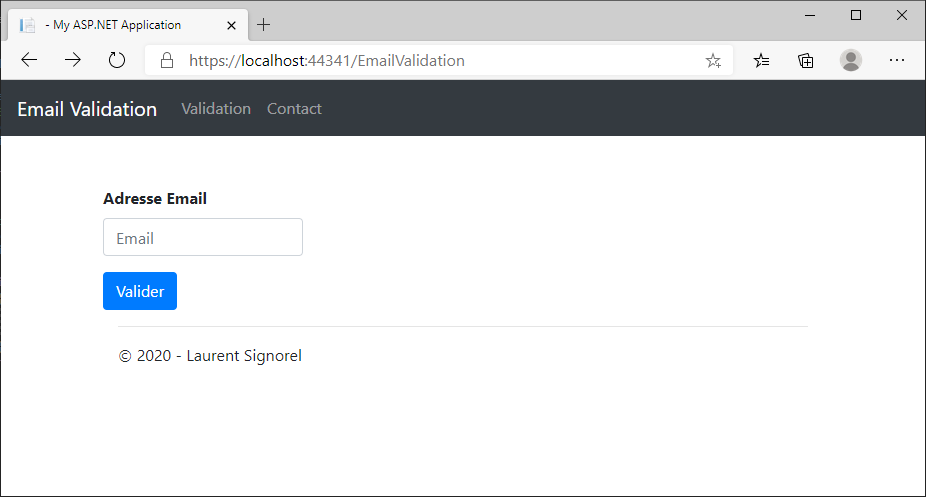 - My ASP.NET Application
https://localhost:44341/EmailValidation
Email Validation Validation Contact
Adresse Email
Email
Valider
© 2020 - Laurent Signorel